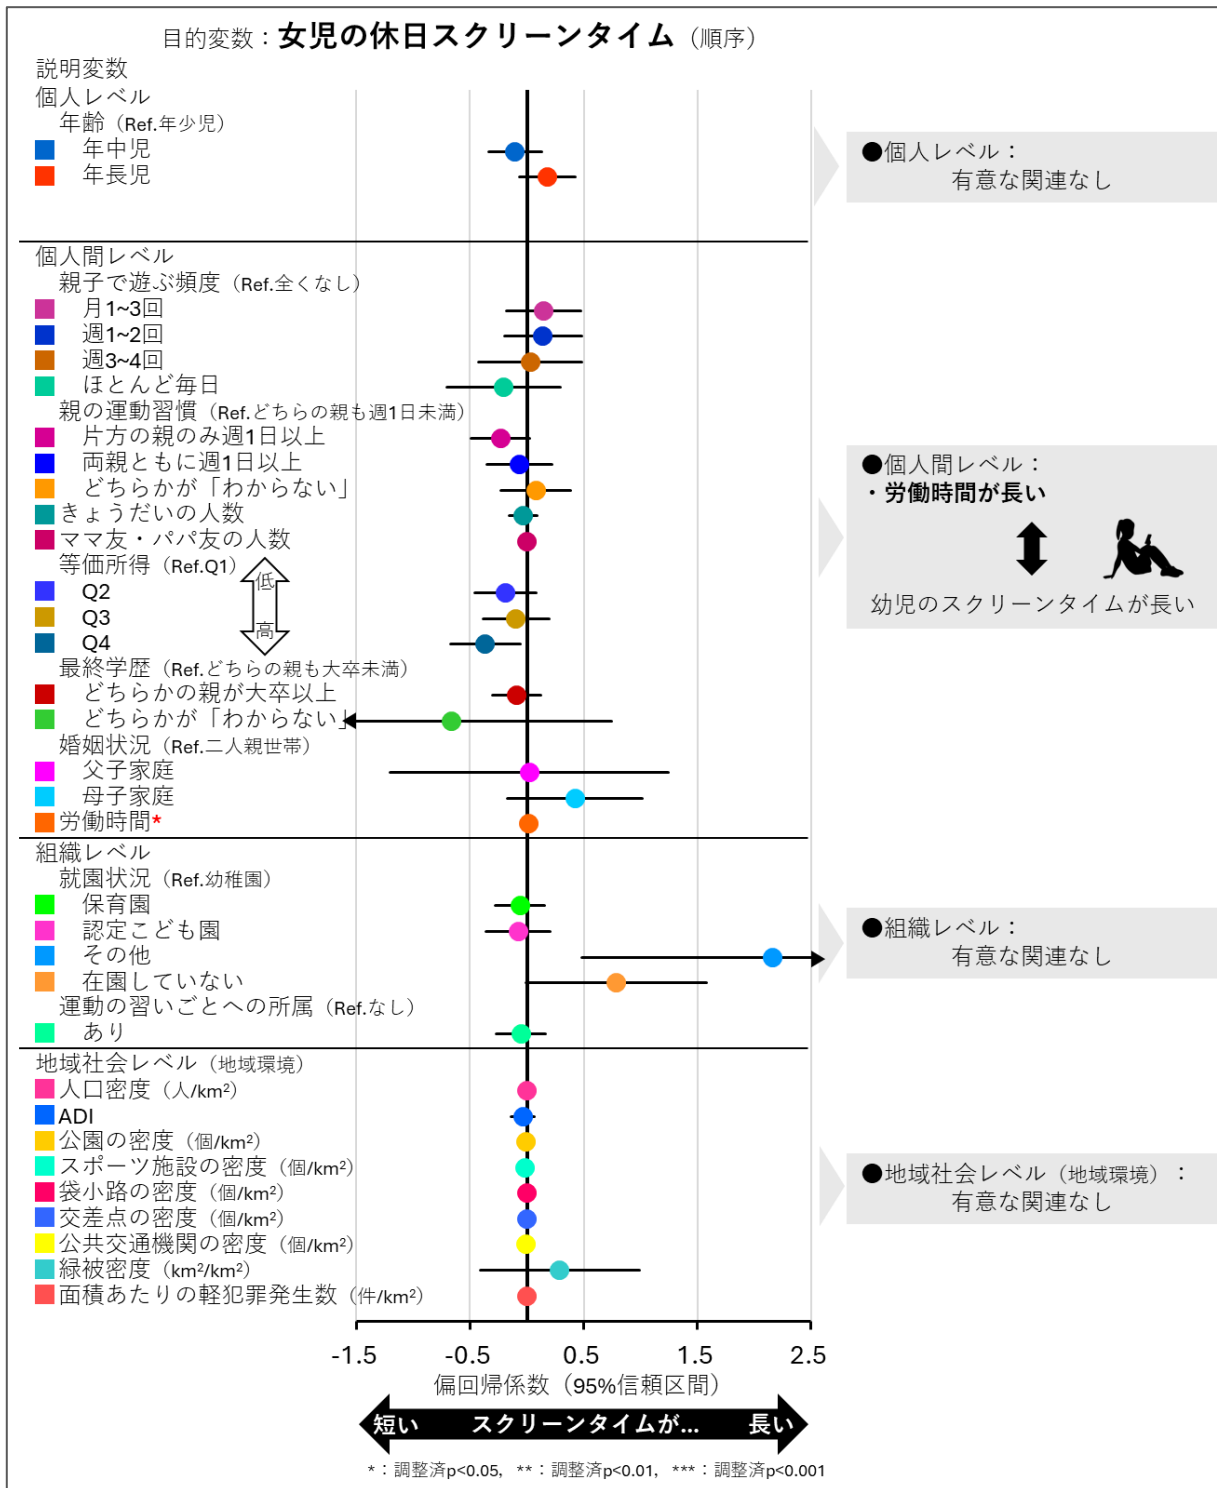 目的変数：女児の休日スクリーンタイム（順序）
説明変数
個人レベル
年齢（Ref.年少児）
年中児
年長児
●個人レベル：
有意な関連なし
個人間レベル
親子で遊ぶ頻度（Ref.全くなし）
月1~3回
週1~2回
週3~4回
ほとんど毎日
親の運動習慣（Ref.どちらの親も週1日未満）
片方の親のみ週1日以上
両親ともに週1日以上
どちらかが「わからない」
きょうだいの人数
ママ友・パパ友の人数
等価所得（Ref.Q1）
低
Q2
Q3
高
Q4
最終学歴（Ref.どちらの親も大卒未満）
どちらかの親が大卒以上
どちらかが「わからない」
婚姻状況（Ref.二人親世帯）
父子家庭
母子家庭
労働時間*
●個人間レベル：
・労働時間が長い
幼児のスクリーンタイムが長い
組織レベル
就園状況（Ref.幼稚園）
保育園
認定こども園
その他
在園していない
運動の習いごとへの所属（Ref.なし）
あり
●組織レベル：
有意な関連なし
地域社会レベル（地域環境）
人口密度（人/km²）
ADI
公園の密度（個/km²）
スポーツ施設の密度（個/km²）
袋小路の密度（個/km²）
交差点の密度（個/km²）
公共交通機関の密度（個/km²）
緑被密度（km²/km²）
面積あたりの軽犯罪発生数（件/km²）
●地域社会レベル（地域環境）：
有意な関連なし
-1.5 -0.5 0.5 1.5 2.5
偏回帰係数（95%信頼区間）
短い スクリーンタイムが... 長い
*：調整済p<0.05, **：調整済p<0.01, ***：調整済p<0.001